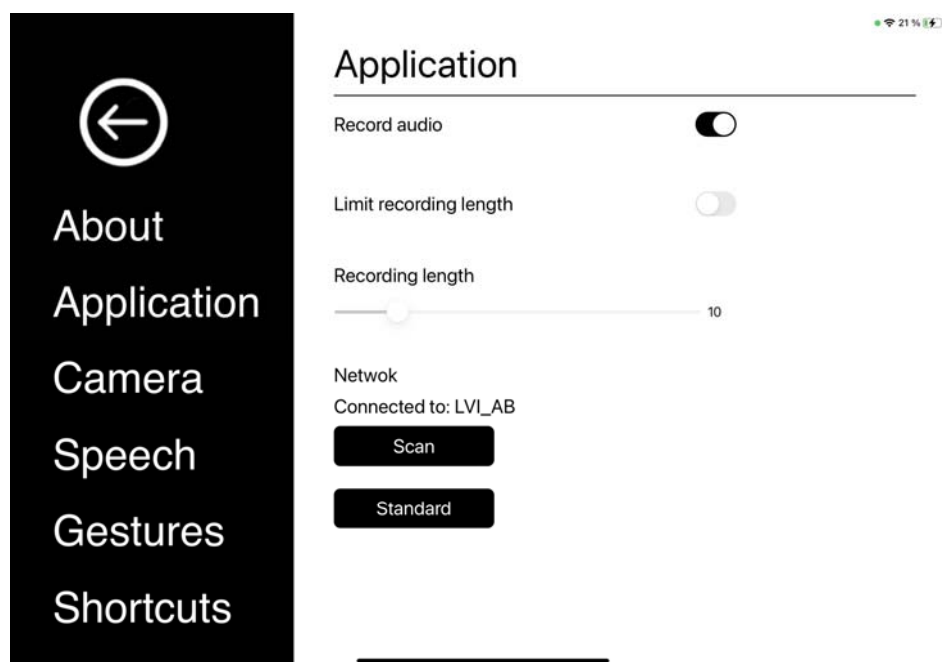 21 %
Application
Record audio
Limit recording length
Recording length
10
Netwok
Connected to: LVI_AB
Scan
Standard
About
Application
Camera
Speech
Gestures
Shortcuts